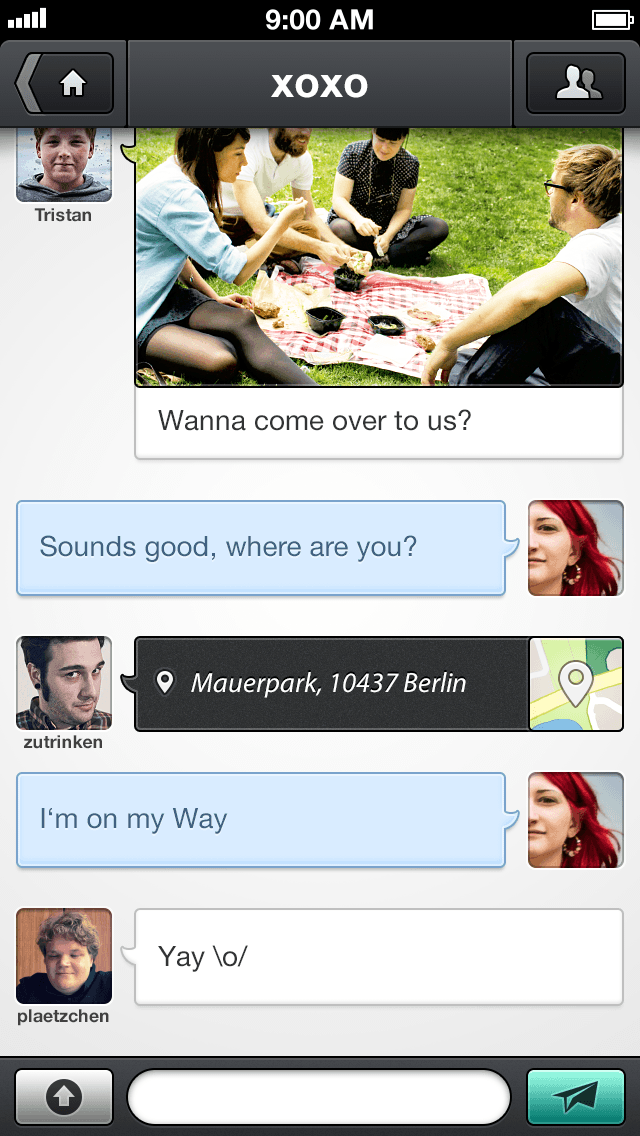 9:00 AM
xoxo
Tristan
Wanna come over to us?
Sounds good, where are you?
Mauerpark, 10437 Berlin
zutrinken
I‘m on my Way
Yay \o/
plaetzchen